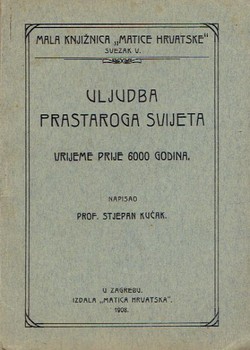 MALA KNJIŽNICA „MATICE HRVATSKE"
SVEZAK V.
ULJUDBA
PRASTAROGA SVIJETA
VRIJEME PRIJE 6000 GODINA.
NAPISAO
PROF. STJEPAN KUČAK.
U ZAGREBU.
IZDALA „MATICA HRVATSKA".
1908.